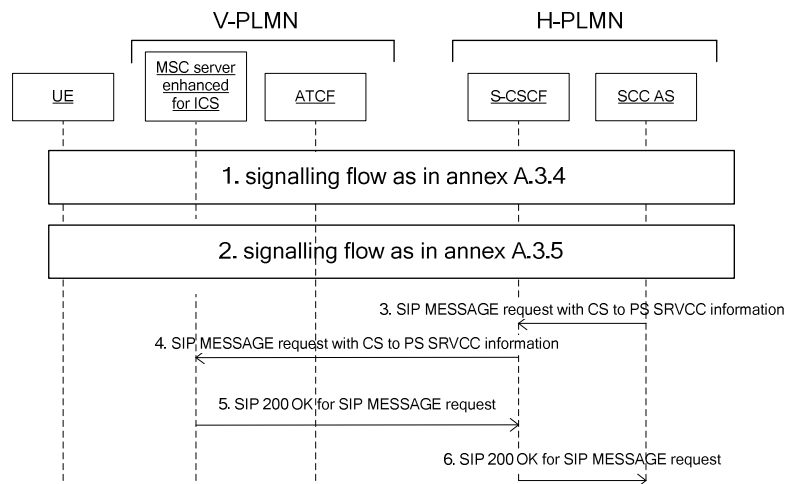 V-PLMN
H-PLMN
UE
MSC server
enhanced
for ICS
ATCF
S-CSCF
SCC AS
1. signalling flow as in annex A.3.4
2. signalling flow as in annex A.3.5
3. SIP MESSAGE request with CS to PS SRVCC information
4. SIP MESSAGE request with CS to PS SRVCC information
5. SIP 200 OK for SIP MESSAGE request
6. SIP 200 OK for SIP MESSAGE request